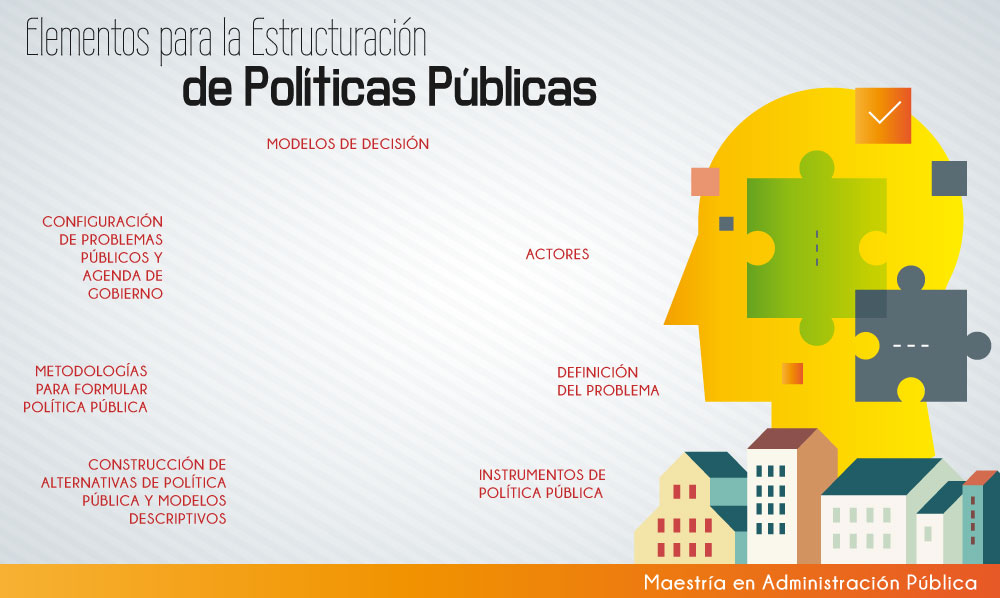 Elementos para la Estructuración
de Políticas Públicas
MODELOS DE DECISIÓN
CONFIGURACIÓN
DE PROBLEMAS
PÚBLICOS Y
AGENDA DE
GOBIERNO
ACTORES
METODOLOGÍAS
PARA FORMULAR
POLÍTICA PÚBLICA
DEFINICIÓN
DEL PROBLEMA
CONSTRUCCIÓN DE
ALTERNATIVAS DE POLÍTICA
PÚBLICA Y MODELOS
DESCRIPTIVOS
INSTRUMENTOS DE
POLÍTICA PÚBLICA
Maestría en Administración Pública